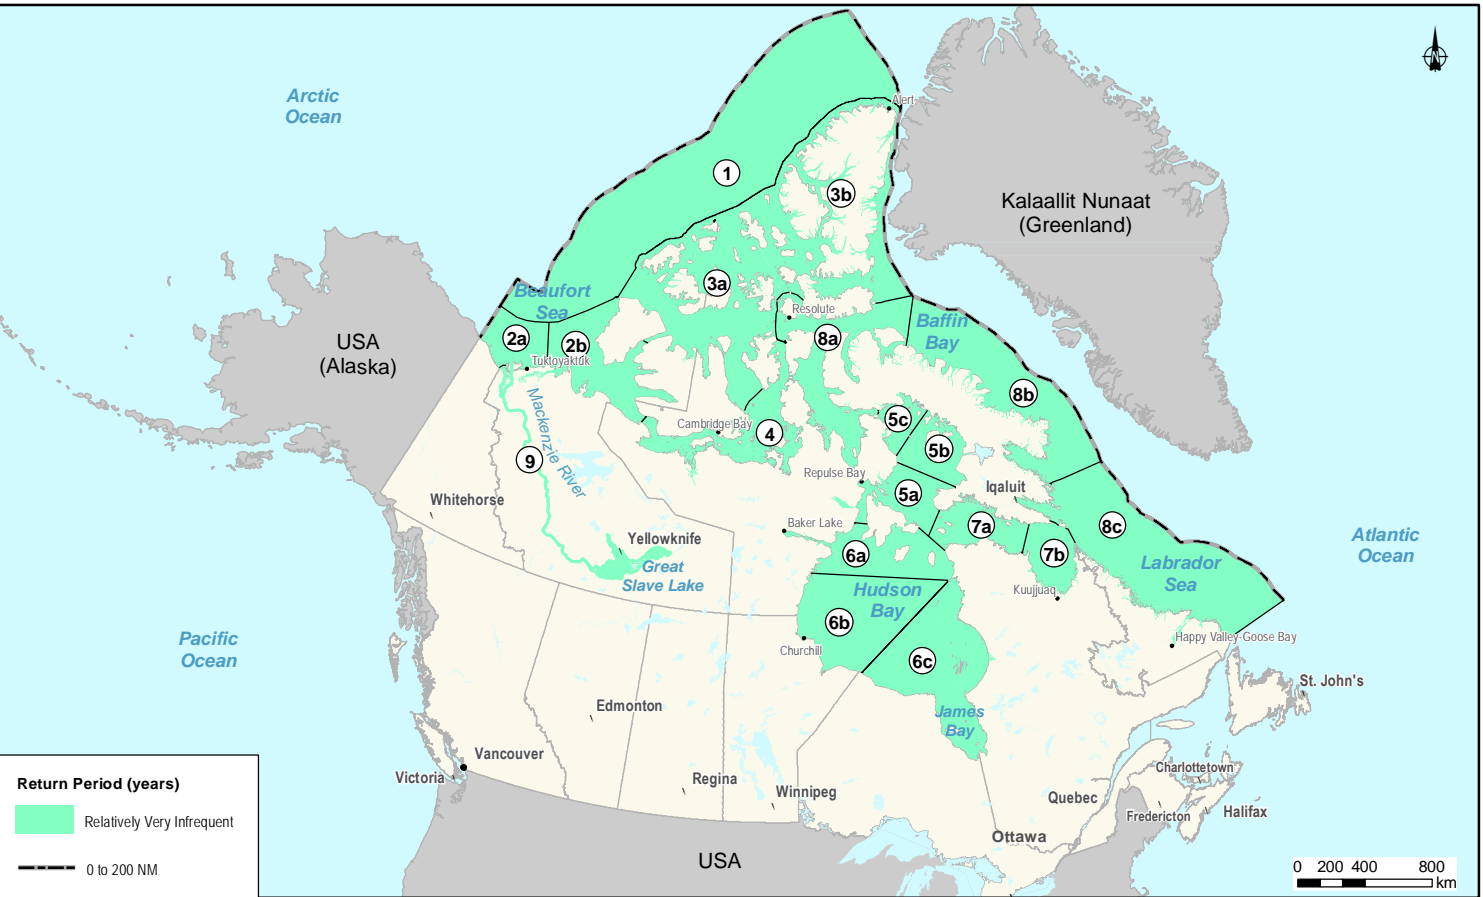 Arctic
Ocean
N
Alert
1
3b
Kalaallit Nunaat
(Greenland)
3a
Beaufort
Sea
Resolute
Baffin
Bay
USA
(Alaska)
2a
2b
8a
Tuktoyaktuk
8b
Mackenzie River
Cambridge Bay
4
5c
5b
9
Repulse Bay
Iqaluit
5a
Whitehorse
Baker Lake
7a
8c
Yellowknife
6a
7b
Atlantic
Ocean
Great
Slave Lake
Hudson
Bay
Kuujjuaq
Labrador
Sea
Pacific
Ocean
6b
Churchill
6c
Happy Valley-Goose Bay
St. John's
Edmonton
James
Bay
Vancouver
Victoria
Regina
Winnipeg
Charlottetown
Quebec
Fredericton
Halifax
Ottawa
USA
Return Period (years)
Relatively Very Infrequent
0 to 200 NM
0 200 400 800
km